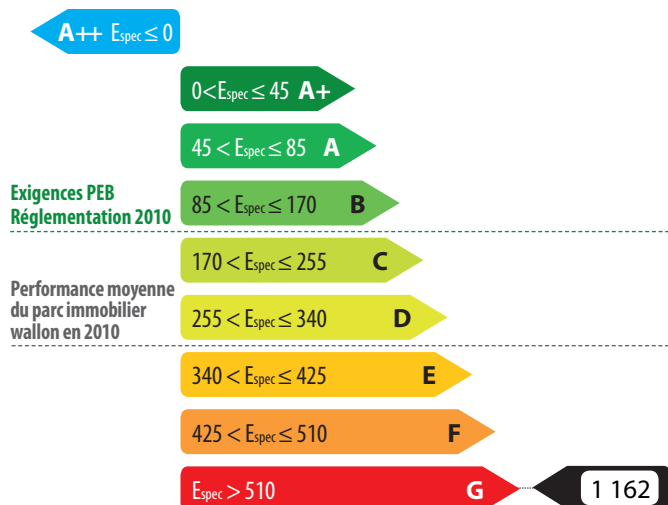 A++ Espec ≤ 0
0<Espec ≤ 45 A+
45 < Espec ≤ 85 A
Exigences PEB
Réglementation 2010
85 < Espec ≤ 170 B
170 < Espec ≤ 255 C
Performance moyenne
du parc immobilier
wallon en 2010
255 < Espec ≤ 340 D
340 < Espec ≤ 425 E
425 < Espec ≤ 510 F
Espec > 510 G
1 162